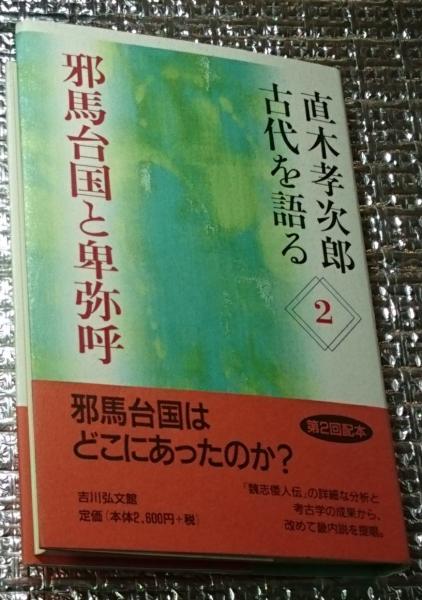 直木孝次郎
古代を語る
2
邪馬台国と卑弥呼
邪馬台国は
どこにあったのか?
第2回配本
吉川弘文館
定価(本体2,600円+税)
『魏志倭人伝』の詳細な分析と
考古学の成果から、
改めて畿内説を提唱。